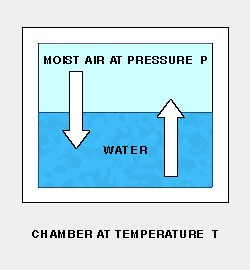 MOIST AIR AT PRESSURE P
WATER
CHAMBER AT TEMPERATURE T